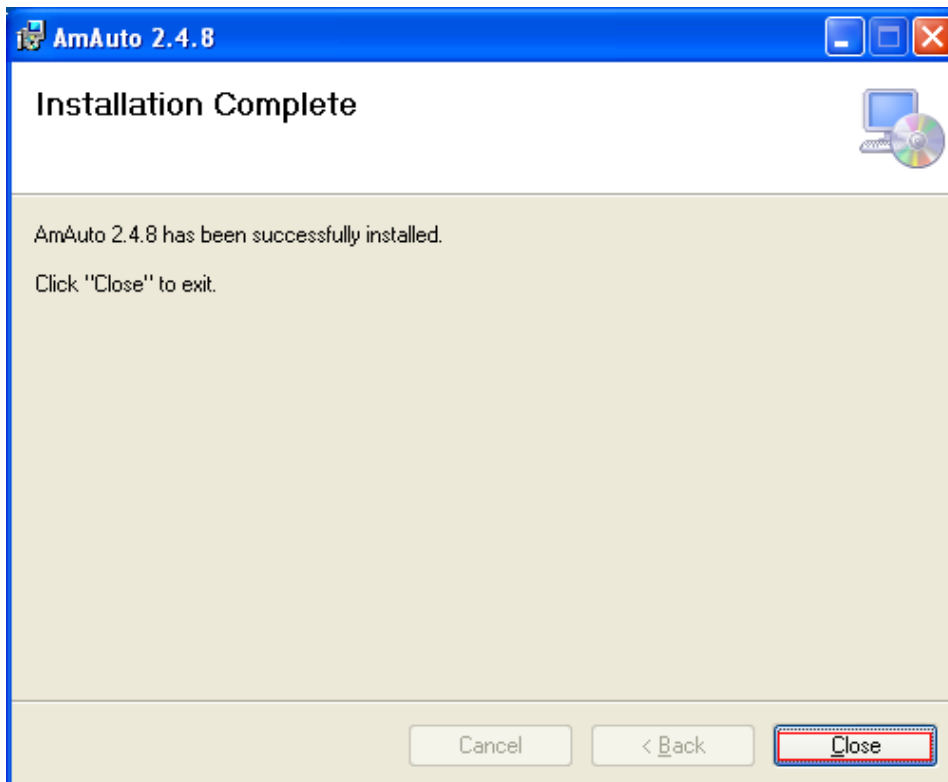 AmAuto 2.4.8
Installation Complete
AmAuto 2.4.8 has been successfully installed.
Click "Close" to exit.
Cancel
< Back
Close